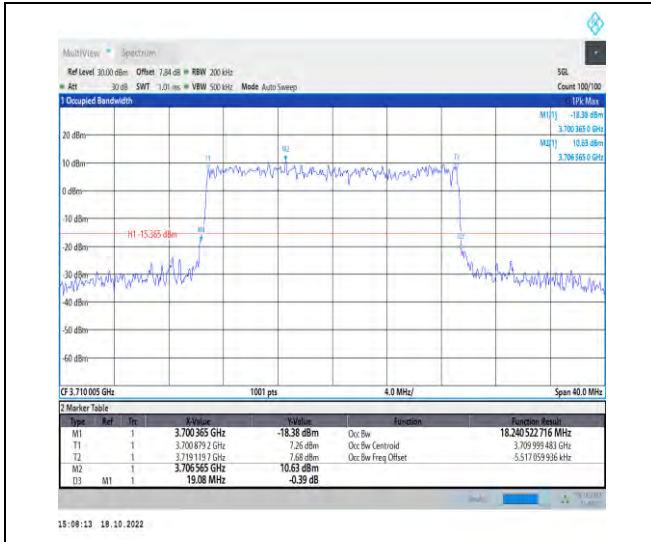 MultiView Spectrum
Ref Level 30.00 dBm Offset 7.84 dB RBW 200 kHz SGL
Att 30 dB SWT 1.01 ms VBW 500 kHz Mode Auto Sweep Count 100/100
1 Occupied Bandwidth 1Pk Max
M1[1] -18.38 dBm
3.700 365 0 GHz
M2[1] 10.63 dBm
3.706 565 0 GHz
20 dBm
M2
T1 T2
10 dBm
0 dBm
-10 dBm
H1 -15.365 dBm M1
-20 dBm
-30 dBm
-40 dBm
-50 dBm
-60 dBm
CF 3.710 005 GHz 1001 pts 4.0 MHz/ Span 40.0 MHz
2 Marker Table
Type Ref Trc X-Value Y-Value Function Function Result
M1 1 3.700 365 GHz -18.38 dBm Occ Bw 18.240 522 716 MHz
T1 1 3.700 879 2 GHz 7.26 dBm Occ Bw Centroid 3.709 999 483 GHz
T2 1 3.719 119 7 GHz 7.68 dBm Occ Bw Freq Offset -5.517 059 936 kHz
M2 1 3.706 565 GHz 10.63 dBm
D3 M1 1 19.08 MHz -0.39 dB
15:08:13 18.10.2022